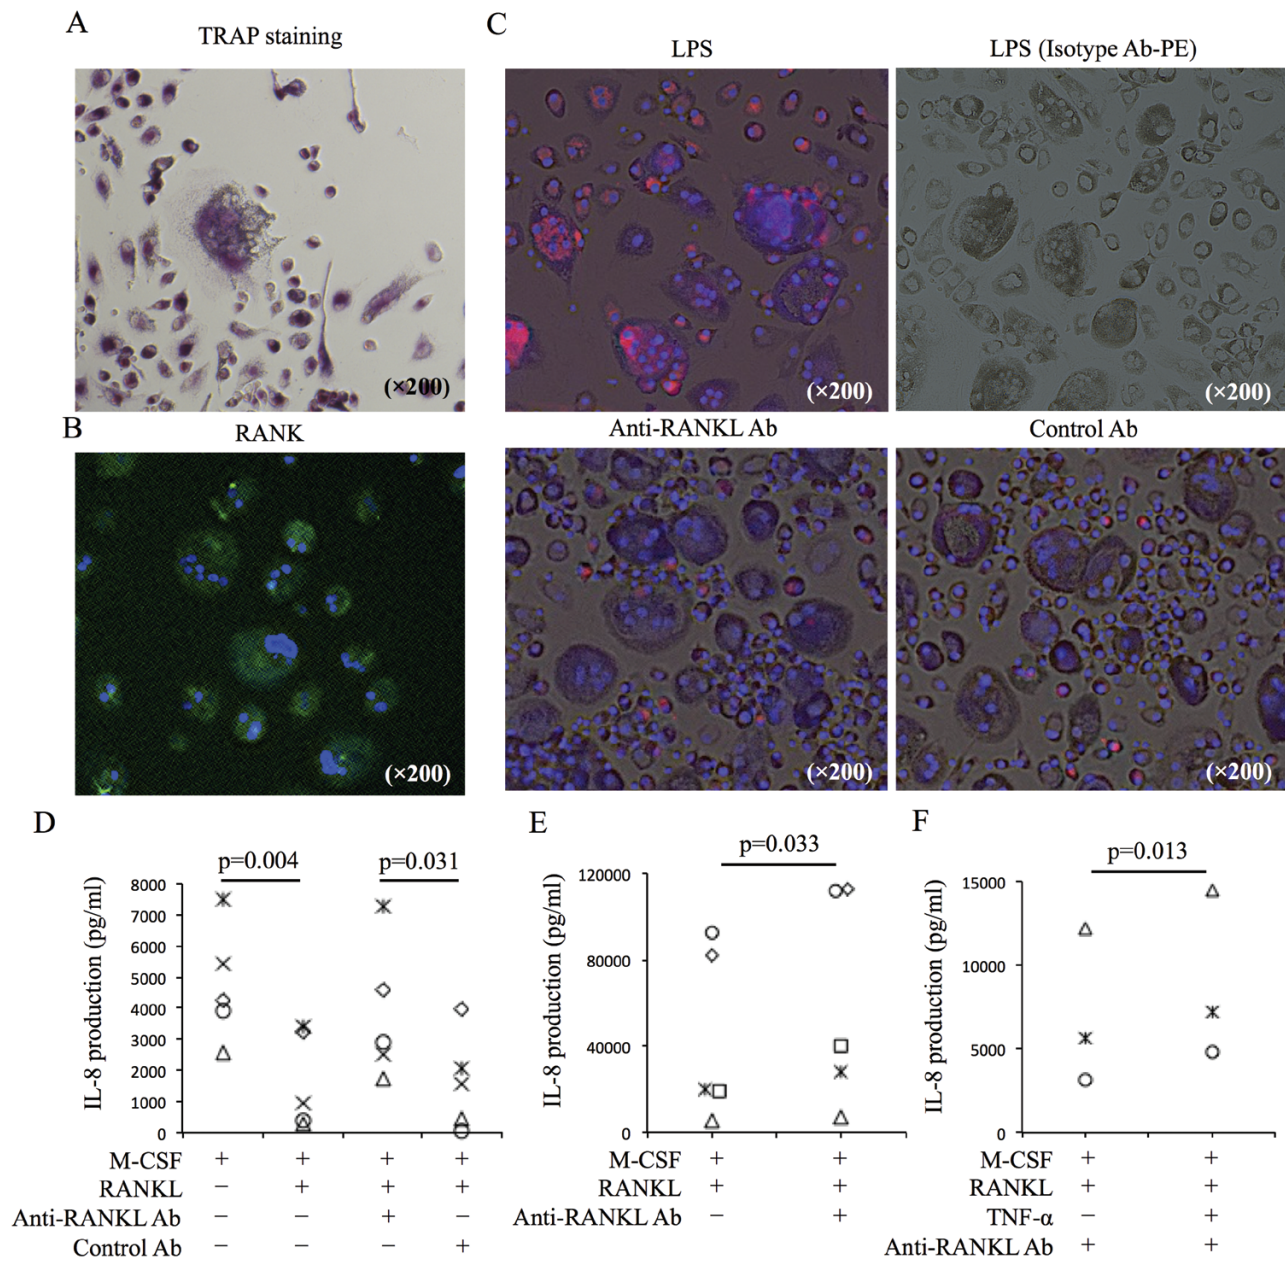 A
TRAP staining
(×200)
B
RANK
(×200)
C
LPS
(×200)
LPS (Isotype Ab-PE)
(×200)
Anti-RANKL Ab
(×200)
Control Ab
(×200)
D
p=0.004
p=0.031
IL-8 production (pg/ml)
8000
7000
6000
5000
4000
3000
2000
1000
0
M-CSF + + + +
RANKL − + + +
Anti-RANKL Ab − − + −
Control Ab − − − +
E
p=0.033
IL-8 production (pg/ml)
120000
80000
40000
0
M-CSF + +
RANKL + +
Anti-RANKL Ab − +
F
p=0.013
IL-8 production (pg/ml)
15000
10000
5000
0
M-CSF + +
RANKL + +
TNF-α − +
Anti-RANKL Ab + +